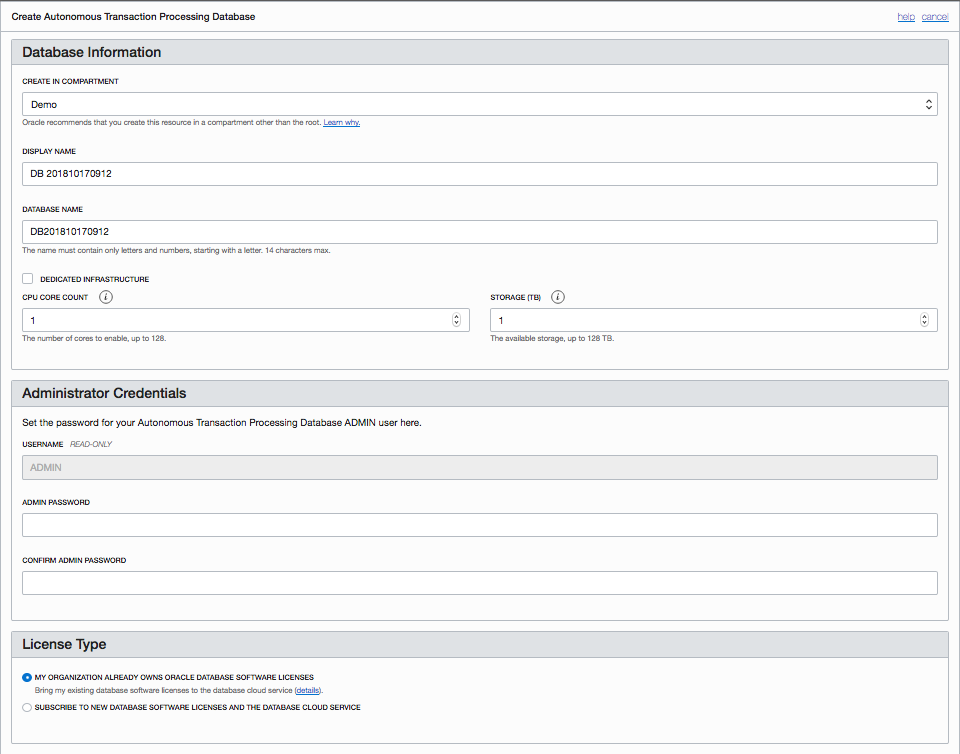 Create Autonomous Transaction Processing Database help cancel
Database Information
CREATE IN COMPARTMENT
Demo
Oracle recommends that you create this resource in a compartment other than the root. Learn why.
DISPLAY NAME
DB 201810170912
DATABASE NAME
DB201810170912
The name must contain only letters and numbers, starting with a letter. 14 characters max.
DEDICATED INFRASTRUCTURE
CPU CORE COUNT i STORAGE (TB) i
1 1
The number of cores to enable, up to 128. The available storage, up to 128 TB.
Administrator Credentials
Set the password for your Autonomous Transaction Processing Database ADMIN user here.
USERNAME READ-ONLY
ADMIN
ADMIN PASSWORD
CONFIRM ADMIN PASSWORD
License Type
MY ORGANIZATION ALREADY OWNS ORACLE DATABASE SOFTWARE LICENSES
Bring my existing database software licenses to the database cloud service (details).
SUBSCRIBE TO NEW DATABASE SOFTWARE LICENSES AND THE DATABASE CLOUD SERVICE